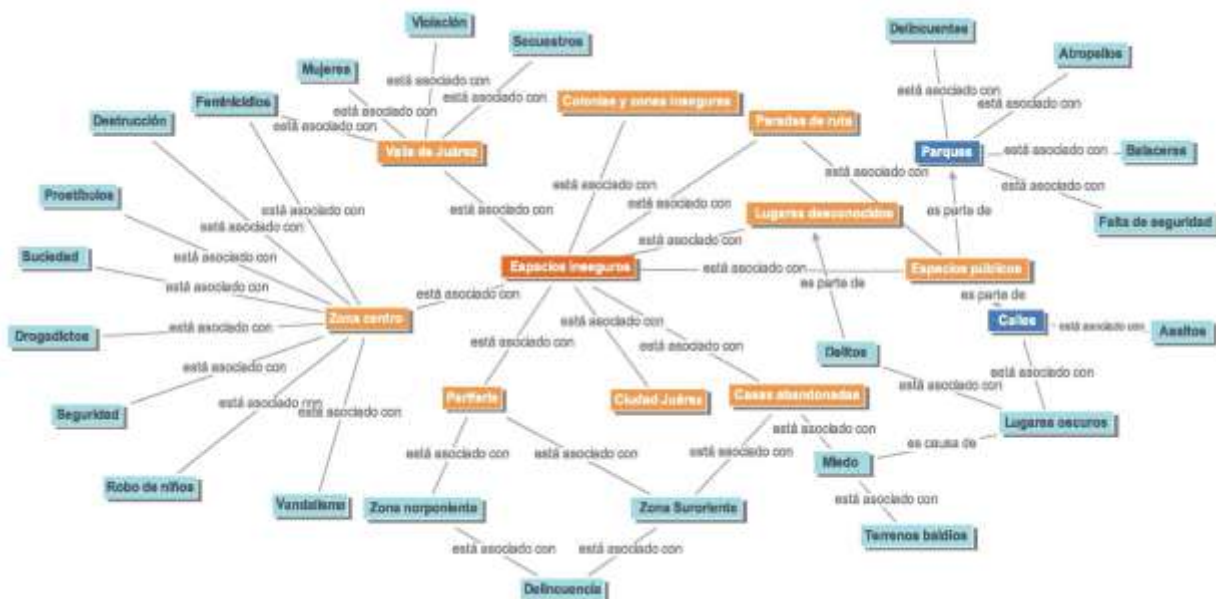 Violación
Delincuentes
Secuestros
Atropellos
Mujeres
está asociado con
está asociado con
Feminicidios
está asociado con
Colonias y zonas inseguras
está asociado con
está asociado con
Destrucción
está asociado con
Paradas de ruta
Valle de Juárez
Parques
está asociado con
Balaceras
está asociado con
Prostíbulos
está asociado con
está asociado con
está asociado con
está asociado con
Lugares desconocidos
es parte de
Falta de seguridad
está asociado con
está asociado con
Suciedad
está asociado con
Espacios inseguros
está asociado con
Espacios públicos
está asociado con
está asociado con
es parte de
es parte de
Zona centro
Calles
está asociado con
Asaltos
Drogadictos
está asociado con
está asociado con
está asociado con
Delitos
está asociado con
está asociado con
Periferia
Ciudad Juárez
Casas abandonadas
está asociado con
está asociado con
Seguridad
está asociado con
está asociado con
Lugares oscuros
es causa de
está asociado con
está asociado con
está asociado con
Miedo
Robo de niños
está asociado con
Vandalismo
Zona norponiente
Zona Suroriente
Terrenos baldíos
está asociado con
está asociado con
Delincuencia